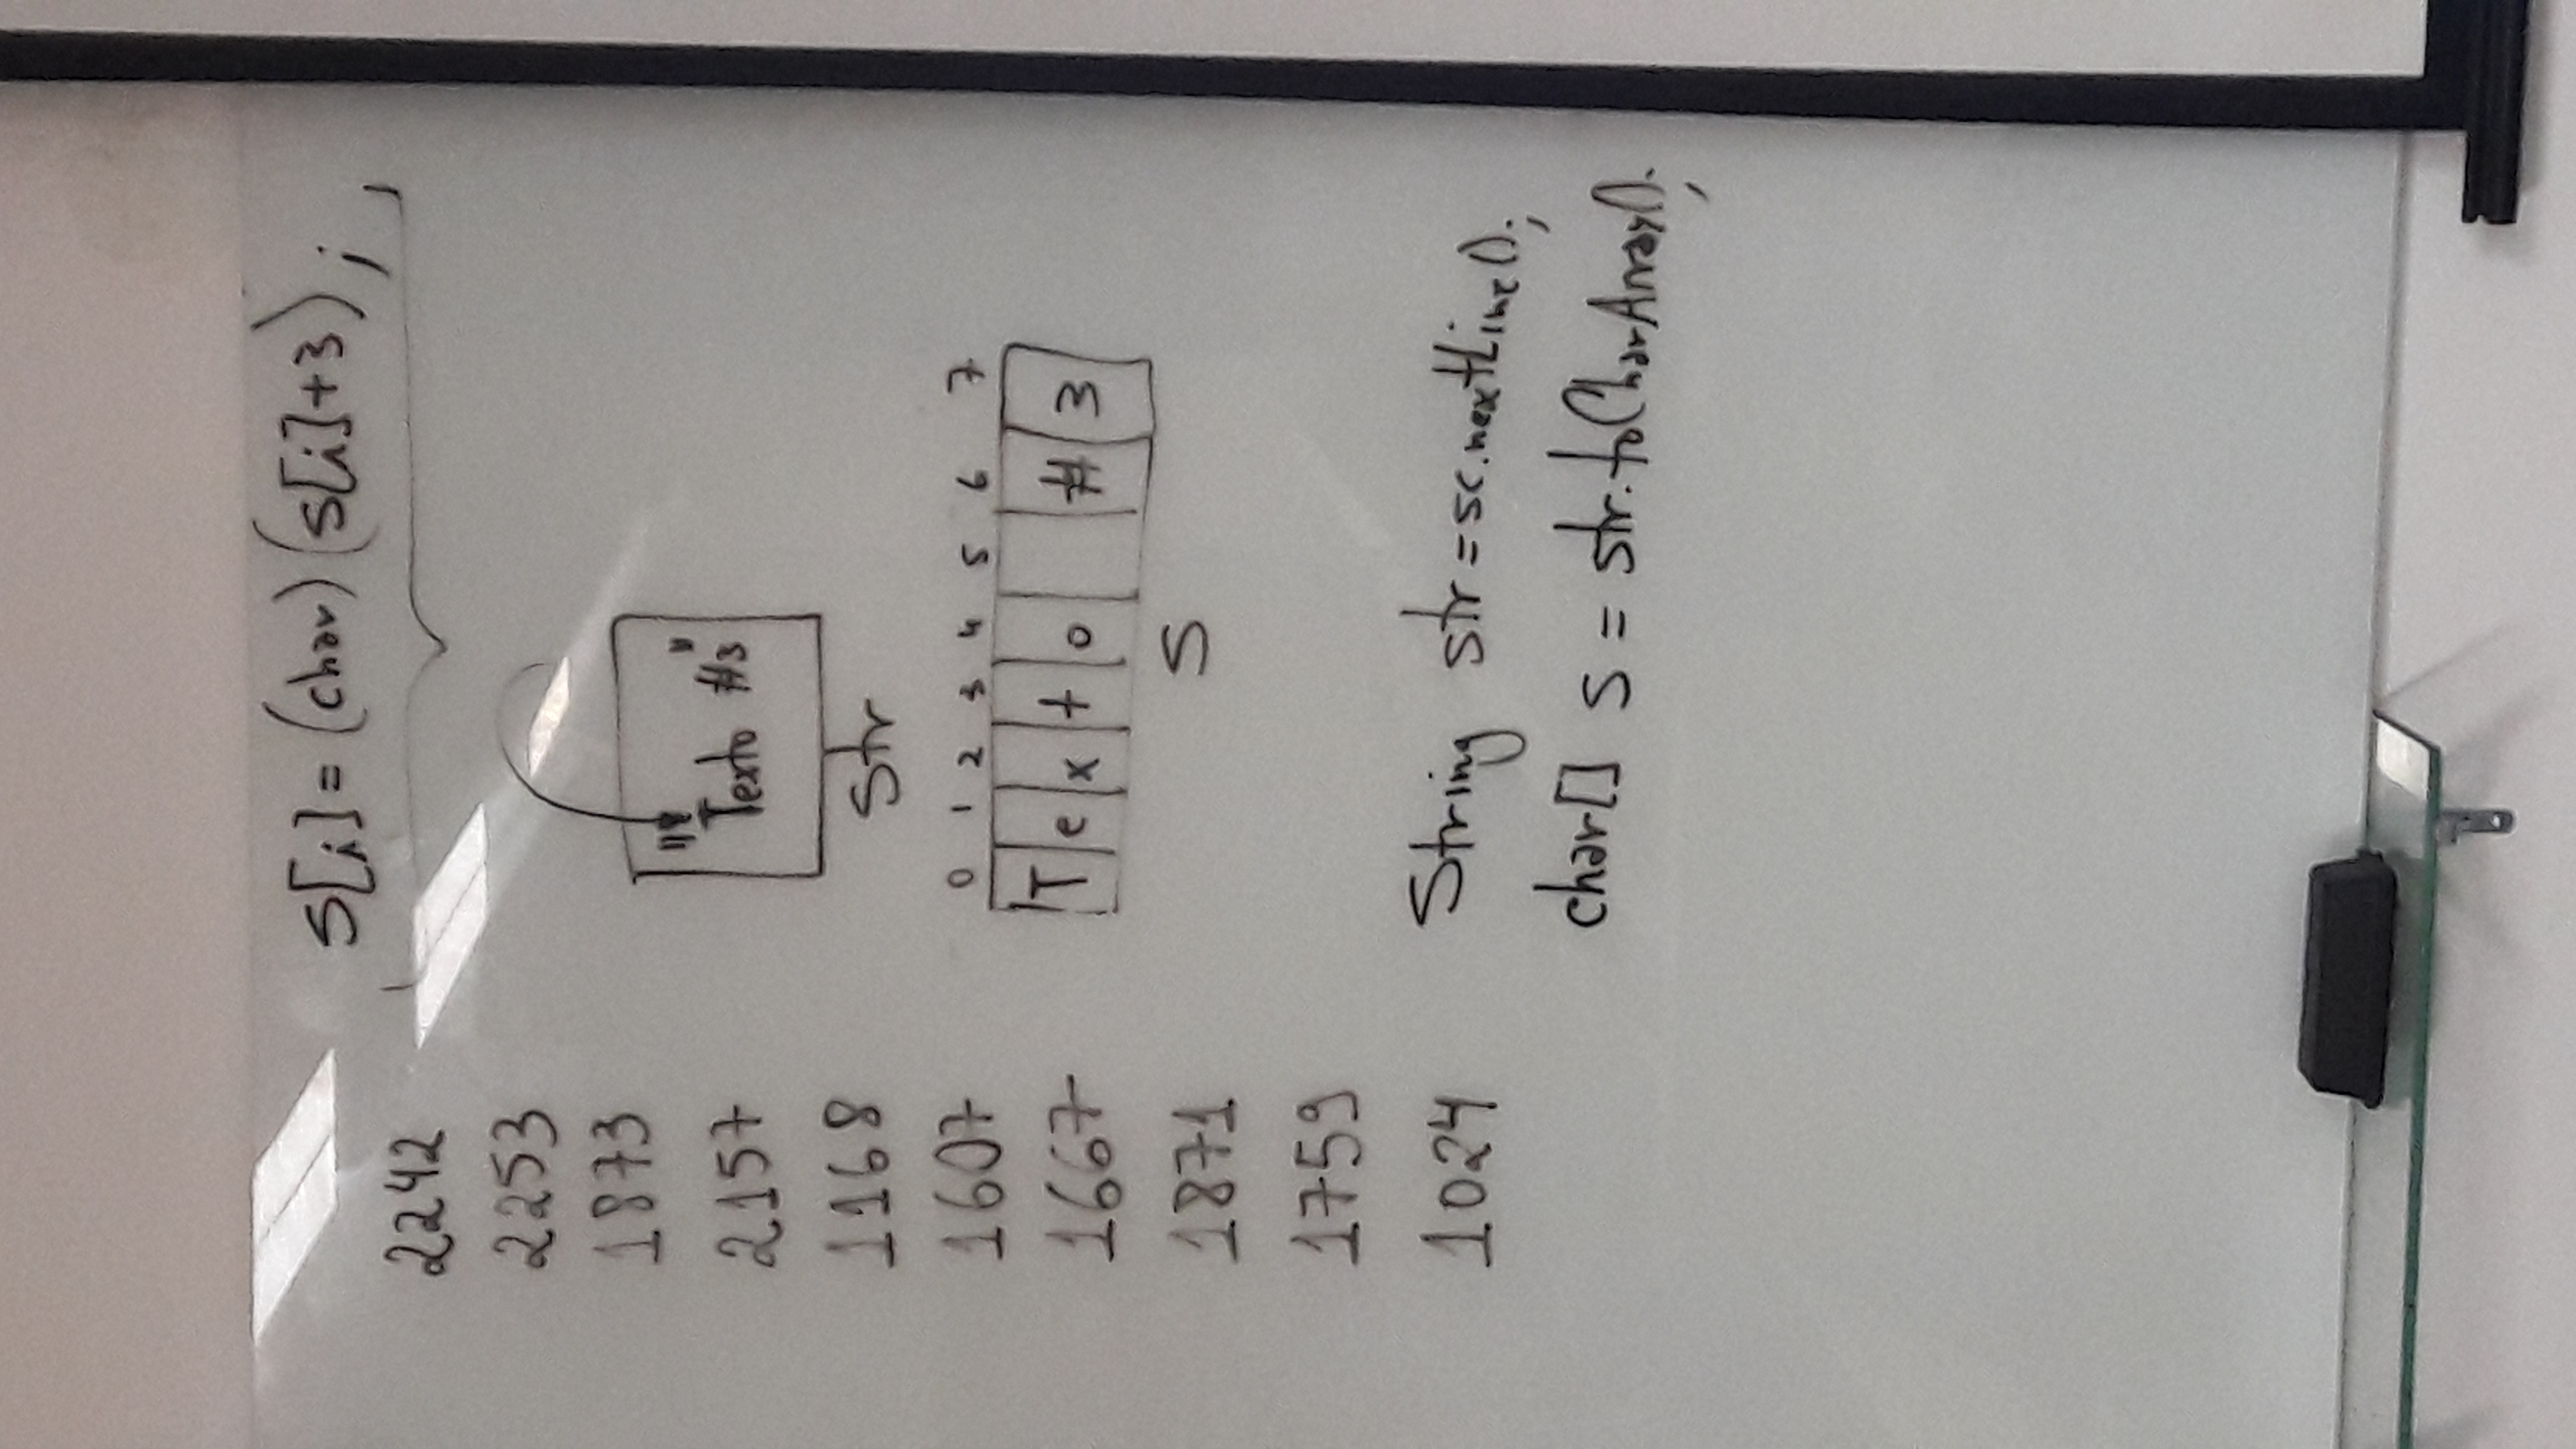 s[i] = (char) (s[i]+3);
2242
2253
1873
2157
1168
1607
1667
1871
1759
1024
"Texto #3"
str
0 1 2 3 4 5 6 7
T e x t o # 3
S
String str = sc.nextLine();
char[] s = str.toCharArray();